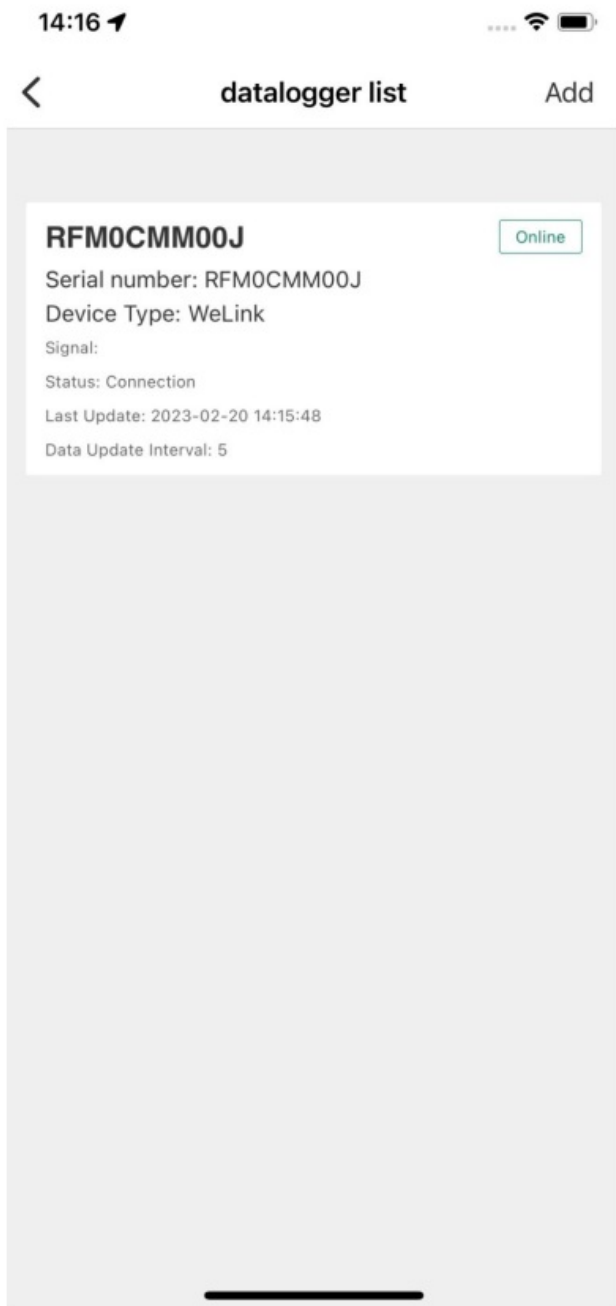 14:16
datalogger list
Add
RFM0CMM00J
Online
Serial number: RFM0CMM00J
Device Type: WeLink
Signal:
Status: Connection
Last Update: 2023-02-20 14:15:48
Data Update Interval: 5